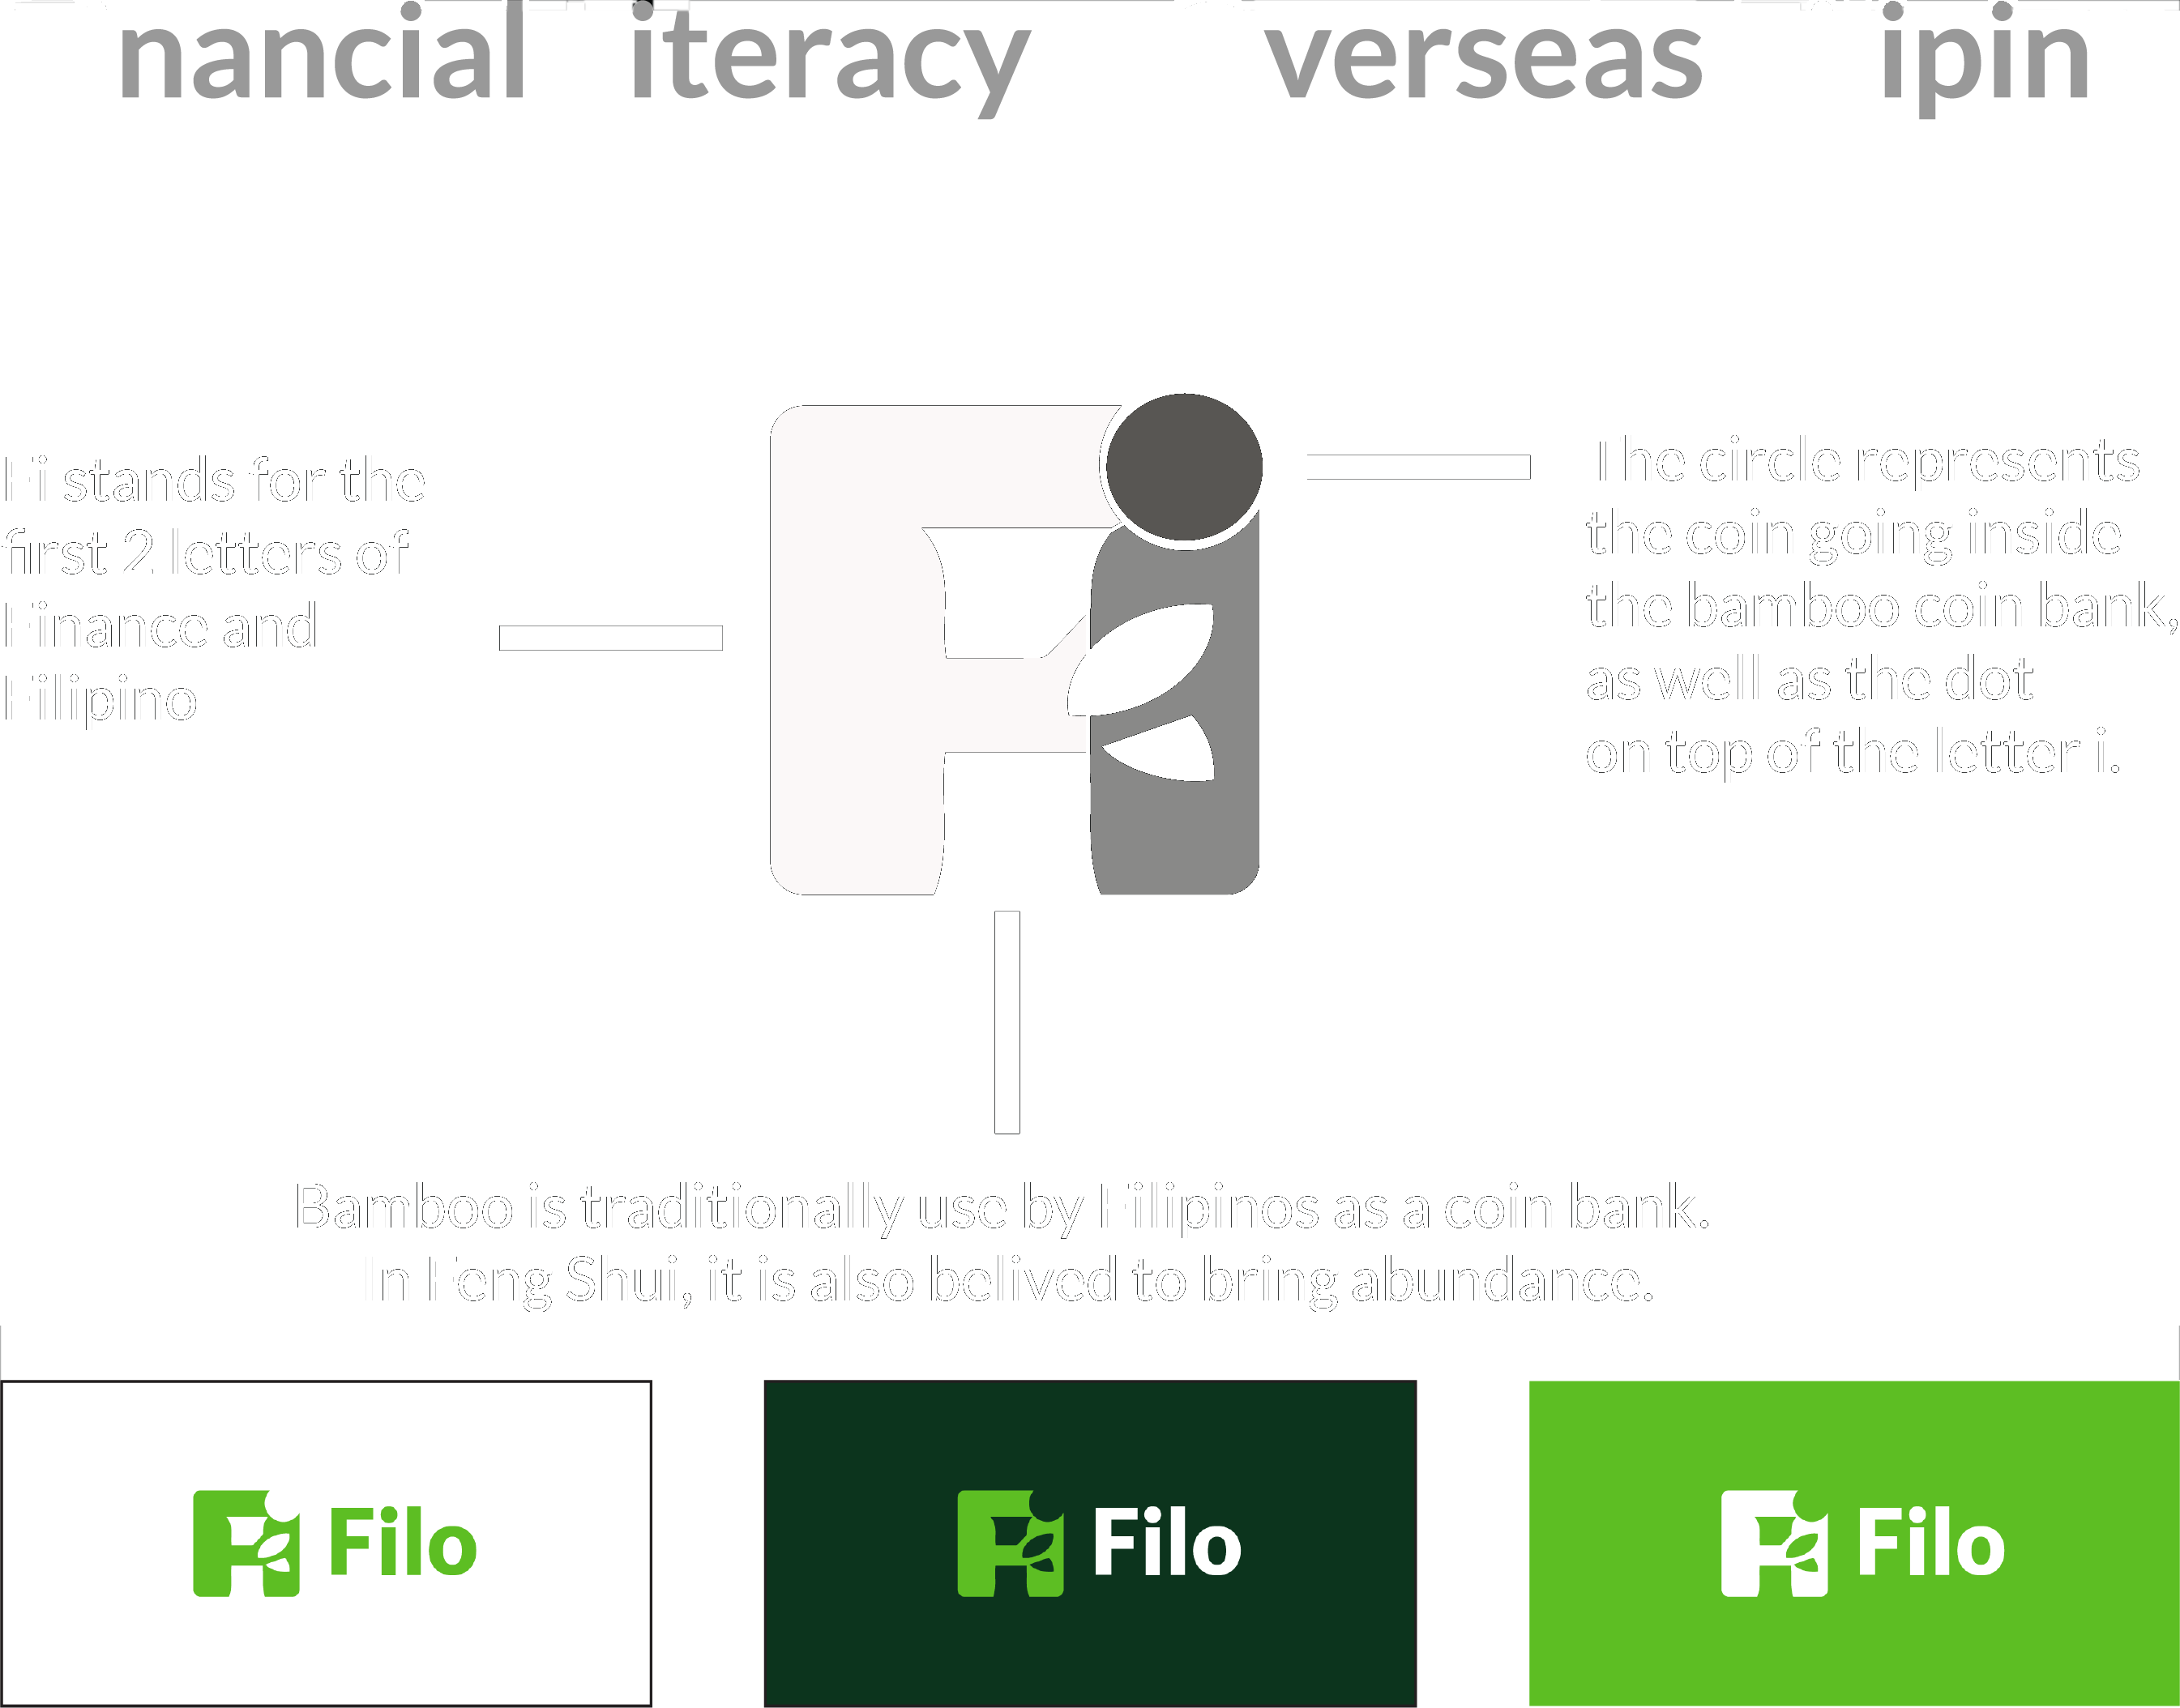 nancial iteracy verseas ipin
Fi stands for the
first 2 letters of
Finance and
Filipino
The circle represents
the coin going inside
the bamboo coin bank,
as well as the dot
on top of the letter i.
Bamboo is traditionally use by Filipinos as a coin bank.
In Feng Shui, it is also belived to bring abundance.
Filo
Filo
Filo